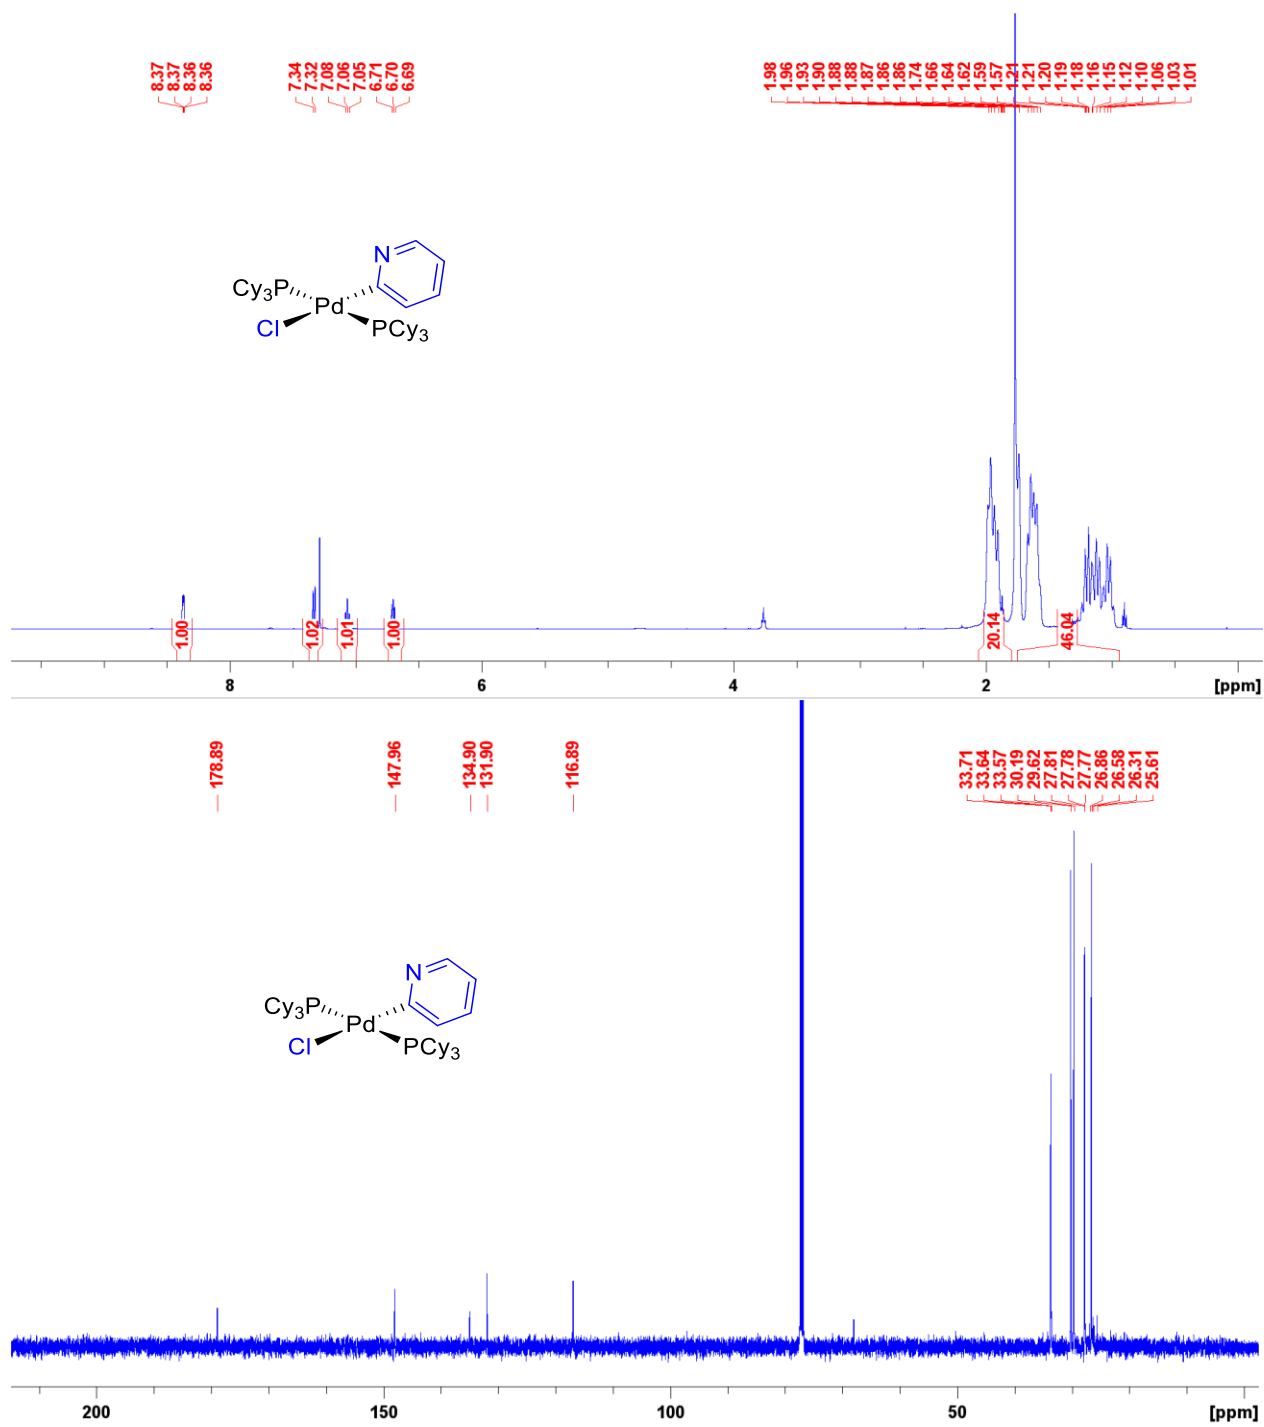 8.37 8.37 8.36 8.36 7.34 7.32 7.08 7.06 7.05 6.71 6.70 6.69 1.98 1.96 1.93 1.90 1.88 1.88 1.87 1.86 1.86 1.74 1.66 1.64 1.62 1.59 1.57 1.21 1.21 1.20 1.19 1.18 1.16 1.15 1.12 1.10 1.06 1.03 1.01
N
Cy3P Pd
Cl PCy3
1.00 1.02 1.01 1.00 20.14 46.04
8 6 4 2 [ppm]
178.89 147.96 134.90 131.90 116.89 33.71 33.64 33.57 30.19 29.62 27.81 27.78 27.77 26.86 26.58 26.31 25.61
N
Cy3P Pd
Cl PCy3
200 150 100 50 [ppm]